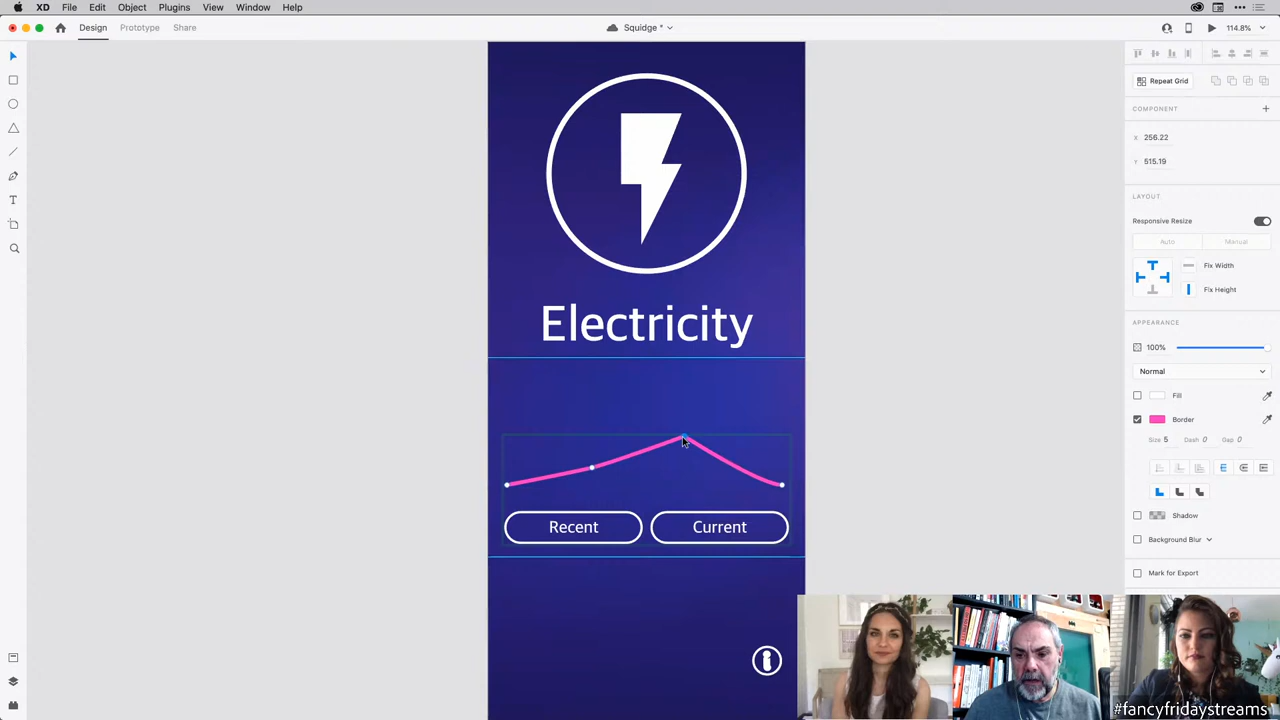 XD File Edit Object Plugins View Window Help
Design Prototype Share
Squidge *
114.8%
Repeat Grid
COMPONENT
X 256.22
Y 515.19
LAYOUT
Responsive Resize
Auto Manual
Fix Width
Fix Height
APPEARANCE
100%
Normal
Fill
Border
Size 5 Dash 0 Gap 0
Shadow
Background Blur
Mark for Export
Electricity
Recent Current
#fancyfridaystreams